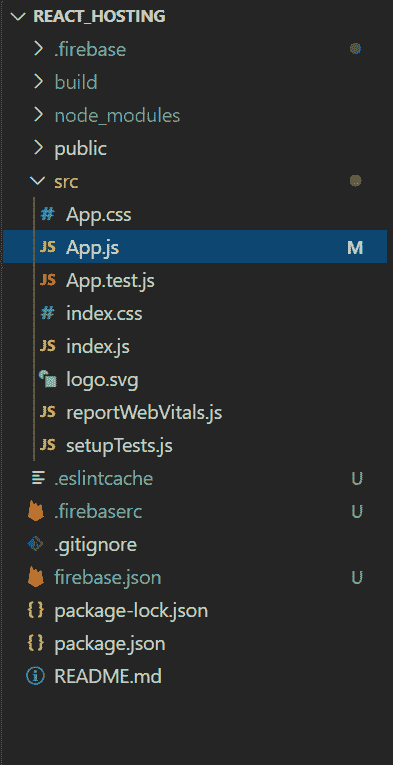 REACT_HOSTING
.firebase
build
node_modules
public
src
# App.css
JS App.js M
JS App.test.js
# index.css
JS index.js
logo.svg
JS reportWebVitals.js
JS setupTests.js
.eslintcache U
.firebaserc U
.gitignore
firebase.json U
{} package-lock.json
{} package.json
README.md